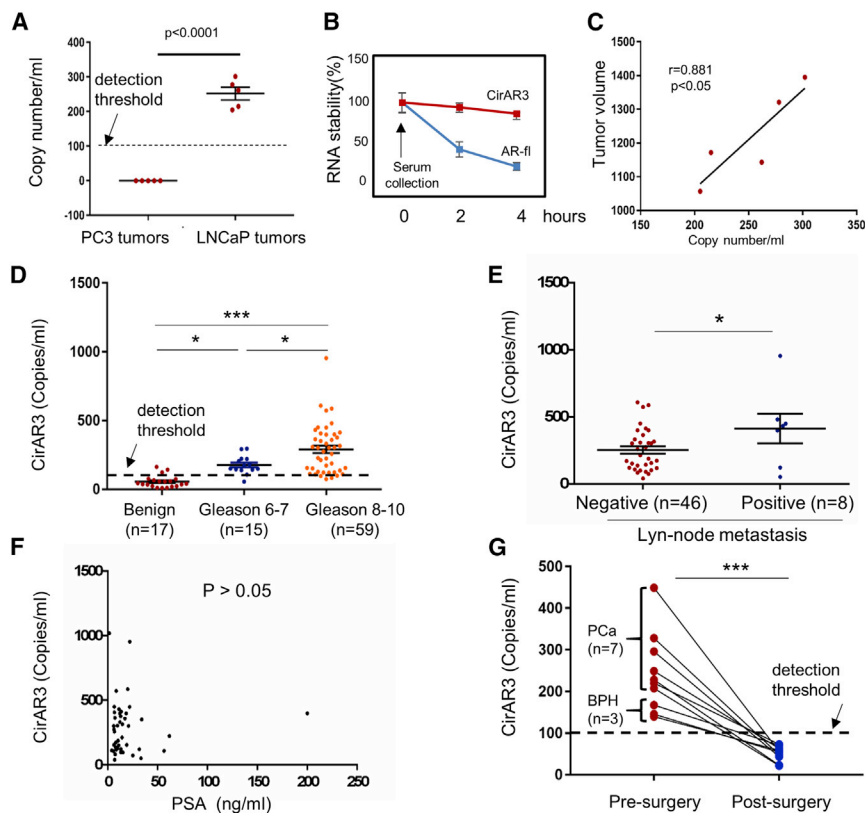 A
p<0.0001
400
300
200
100
0
-100
Copy number/ml
detection
threshold
PC3 tumors
LNCaP tumors
B
150
100
50
0
RNA stability(%)
CirAR3
AR-fl
Serum
collection
0
2
4
hours
C
r=0.881
p<0.05
1500
1400
1300
1200
1100
1000
Tumor volume
150
200
250
300
350
Copy number/ml
D
1500
1000
500
0
CirAR3 (Copies/ml)
***
*
*
detection
threshold
Benign
(n=17)
Gleason 6-7
(n=15)
Gleason 8-10
(n=59)
E
1500
1000
500
0
CirAR3 (Copies/ml)
*
Negative (n=46)
Positive (n=8)
Lyn-node metastasis
F
P > 0.05
1500
1000
500
0
CirAR3 (Copies/ml)
0
50
100
150
200
250
PSA (ng/ml)
G
***
500
400
300
200
100
0
CirAR3 (Copies/ml)
PCa
(n=7)
BPH
(n=3)
detection
threshold
Pre-surgery
Post-surgery